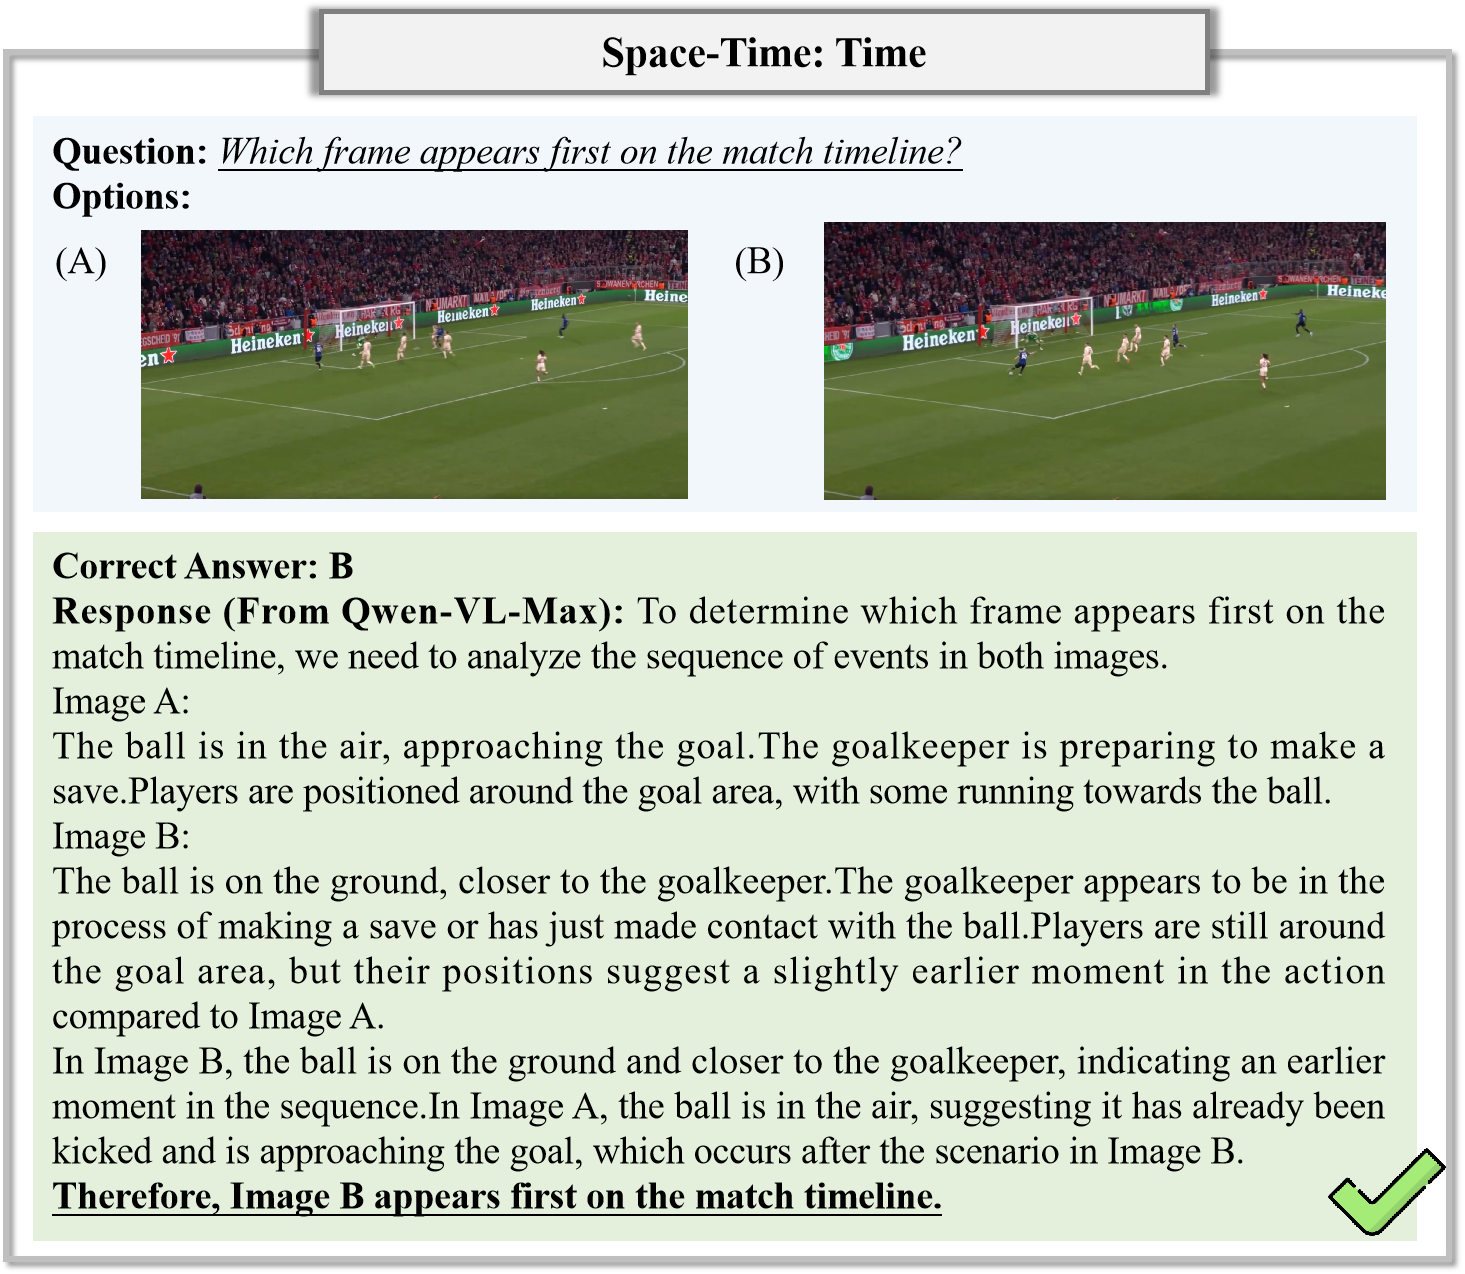 Space-Time: Time
Question: Which frame appears first on the match timeline?
Options:
(A)
(B)
NEUMARKT
Heineken
Heine
Heineken
Heineken
Heineken
en
NEUMARKT
Heineken
Heineke
Heineken
Heineken
Correct Answer: B
Response (From Qwen-VL-Max): To determine which frame appears first on the
match timeline, we need to analyze the sequence of events in both images.
Image A:
The ball is in the air, approaching the goal.The goalkeeper is preparing to make a
save.Players are positioned around the goal area, with some running towards the ball.
Image B:
The ball is on the ground, closer to the goalkeeper.The goalkeeper appears to be in the
process of making a save or has just made contact with the ball.Players are still around
the goal area, but their positions suggest a slightly earlier moment in the action
compared to Image A.
In Image B, the ball is on the ground and closer to the goalkeeper, indicating an earlier
moment in the sequence.In Image A, the ball is in the air, suggesting it has already been
kicked and is approaching the goal, which occurs after the scenario in Image B.
Therefore, Image B appears first on the match timeline.